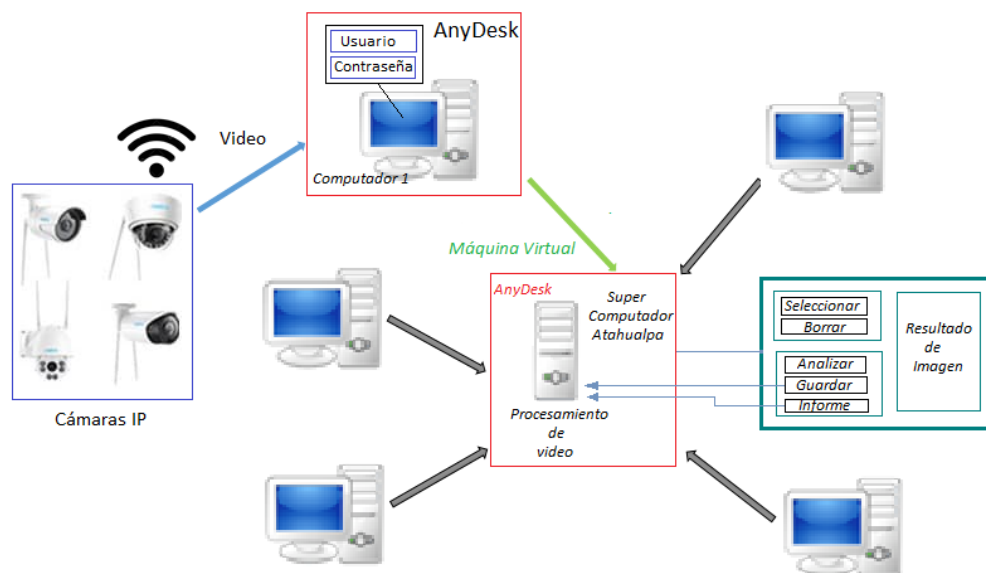 AnyDesk
Usuario
Contraseña
Computador 1
Video
Cámaras IP
Máquina Virtual
AnyDesk
Super
Computador
Atahualpa
Procesamiento
de
video
Seleccionar
Borrar
Analizar
Guardar
Informe
Resultado
de
Imagen